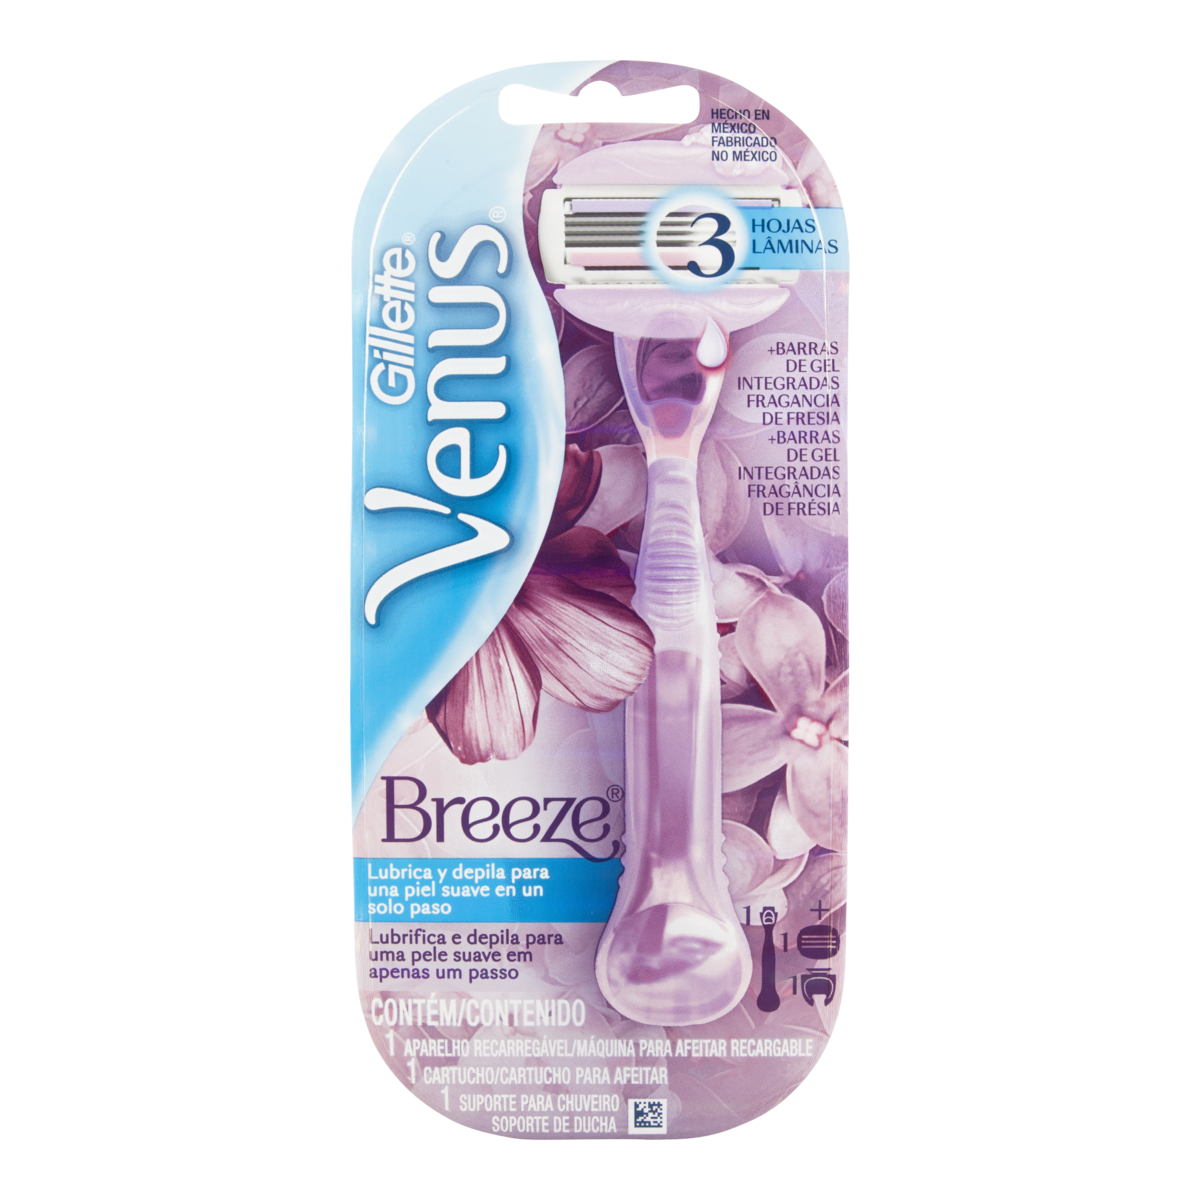 HECHO EN
MÉXICO
FABRICADO
NO MÉXICO
Gillette®
Venus®
3
HOJAS
LÂMINAS
+BARRAS
DE GEL
INTEGRADAS
FRAGANCIA
DE FRESIA
+BARRAS
DE GEL
INTEGRADAS
FRAGÂNCIA
DE FRÉSIA
Breeze®
Lubrica y depila para
una piel suave en un
solo paso
Lubrifica e depila para
uma pele suave em
apenas um passo
1
+
1
1
CONTÉM/CONTENIDO
1 APARELHO RECARREGÁVEL/MÁQUINA PARA AFEITAR RECARGABLE
1 CARTUCHO/CARTUCHO PARA AFEITAR
1 SUPORTE PARA CHUVEIRO
SOPORTE DE DUCHA